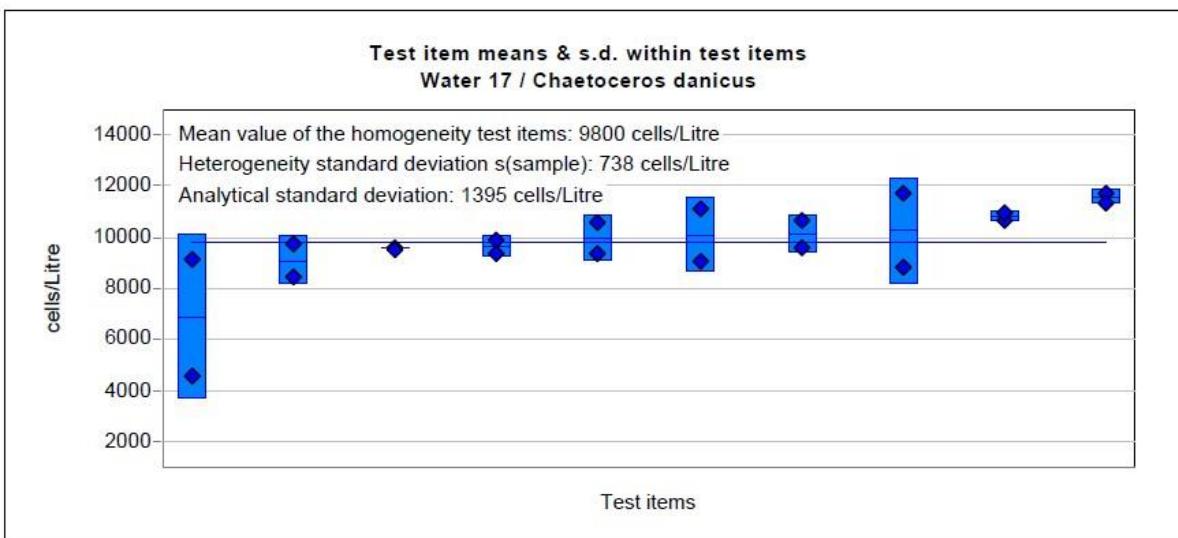 Test item means & s.d. within test items
Water 17 / Chaetoceros danicus
Mean value of the homogeneity test items: 9800 cells/Litre
Heterogeneity standard deviation s(sample): 738 cells/Litre
Analytical standard deviation: 1395 cells/Litre
14000
12000
10000
8000
6000
4000
2000
cells/Litre
Test items